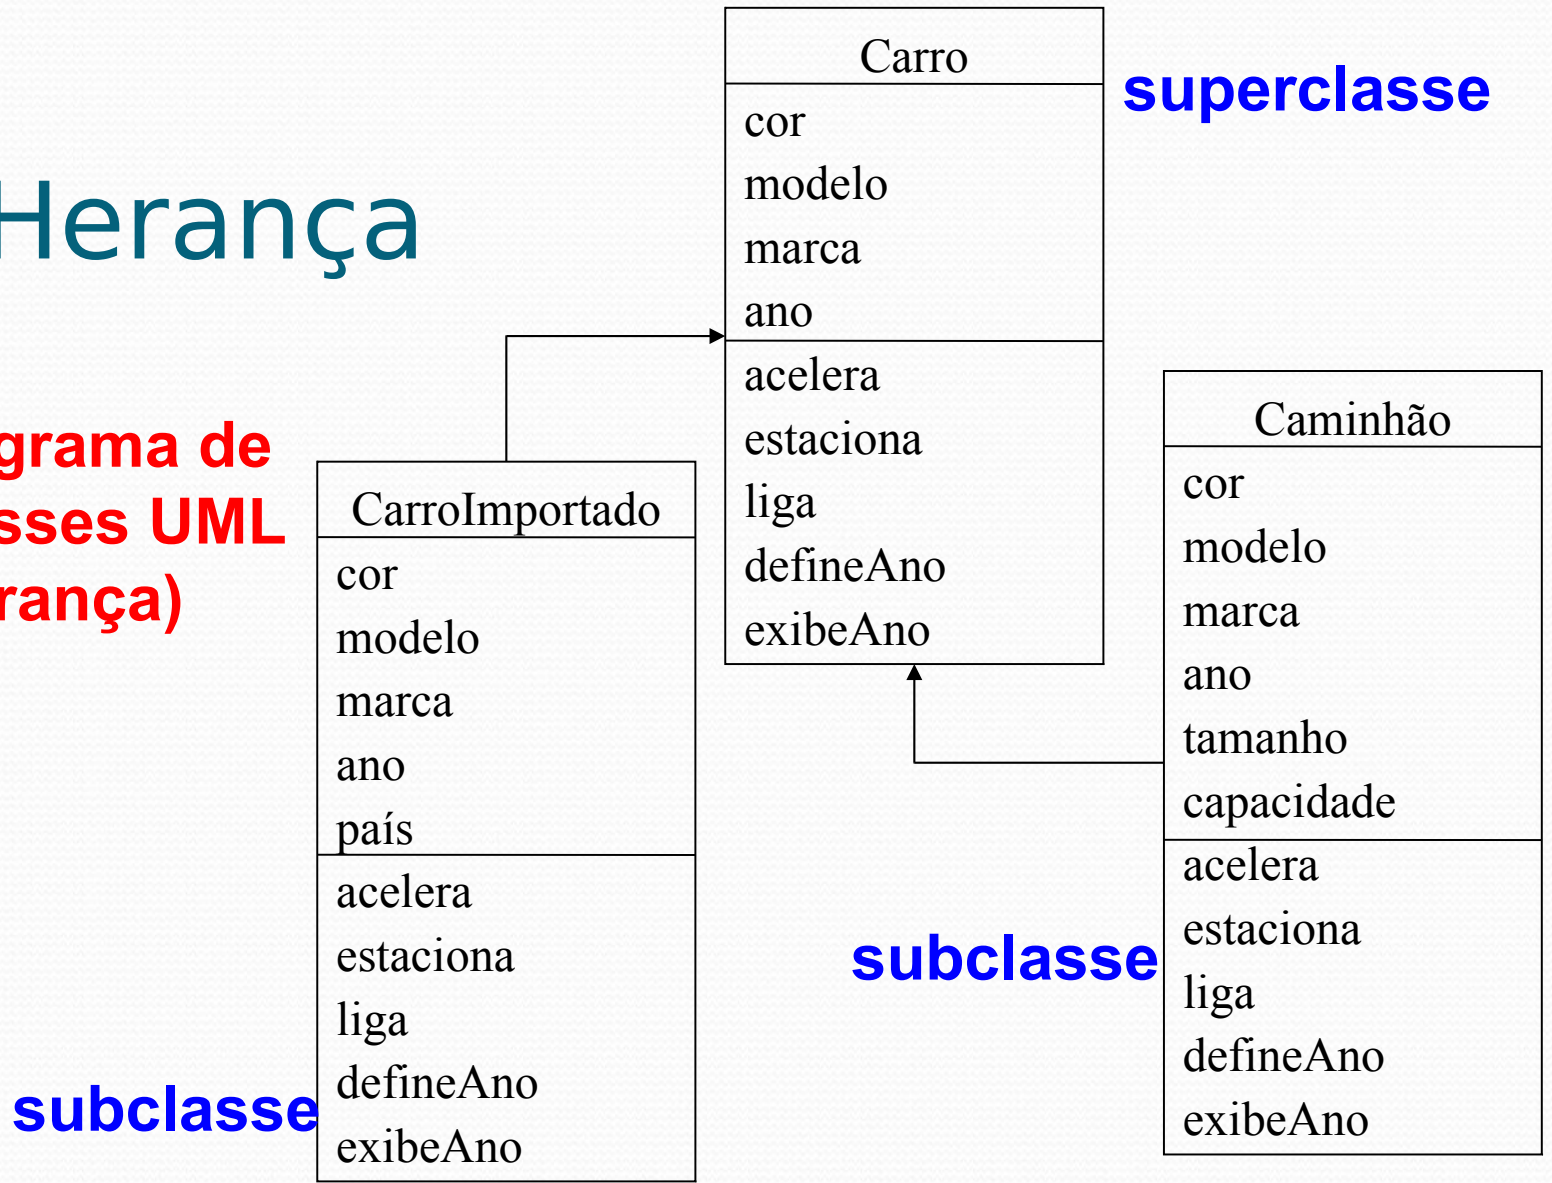 Herança
grama de
sses UML
rança)
Carro
cor
modelo
marca
ano
acelera
estaciona
liga
defineAno
exibeAno
superclasse
CarroImportado
cor
modelo
marca
ano
país
acelera
estaciona
liga
defineAno
exibeAno
subclasse
Caminhão
cor
modelo
marca
ano
tamanho
capacidade
acelera
estaciona
liga
defineAno
exibeAno
subclasse